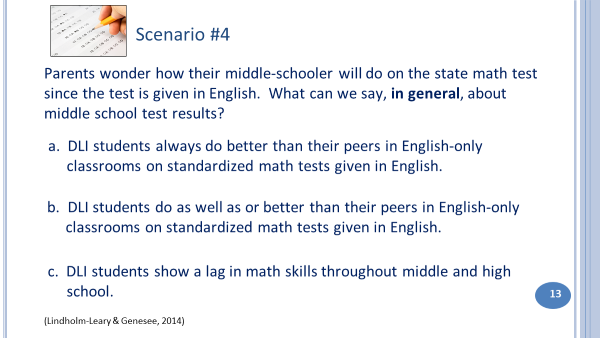 Scenario #4
Parents wonder how their middle-schooler will do on the state math test
since the test is given in English.  What can we say, in general, about
middle school test results?
a.  DLI students always do better than their peers in English-only
classrooms on standardized math tests given in English.
b.  DLI students do as well as or better than their peers in English-only
classrooms on standardized math tests given in English.
c.  DLI students show a lag in math skills throughout middle and high
school.
13
(Lindholm-Leary & Genesee, 2014)